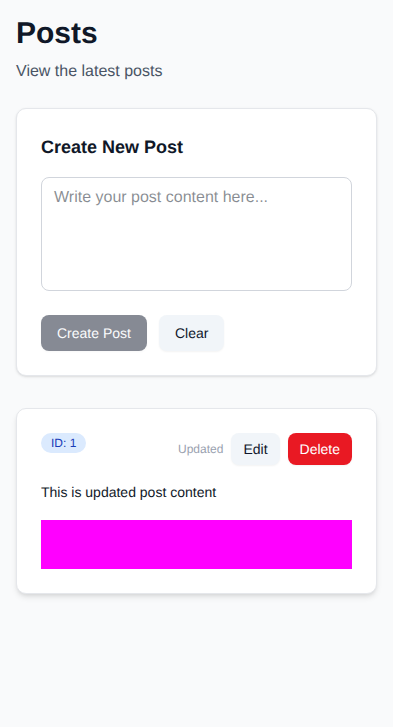 Posts
View the latest posts
Create New Post
Write your post content here...
Create Post Clear
ID: 1 Updated Edit Delete
This is updated post content